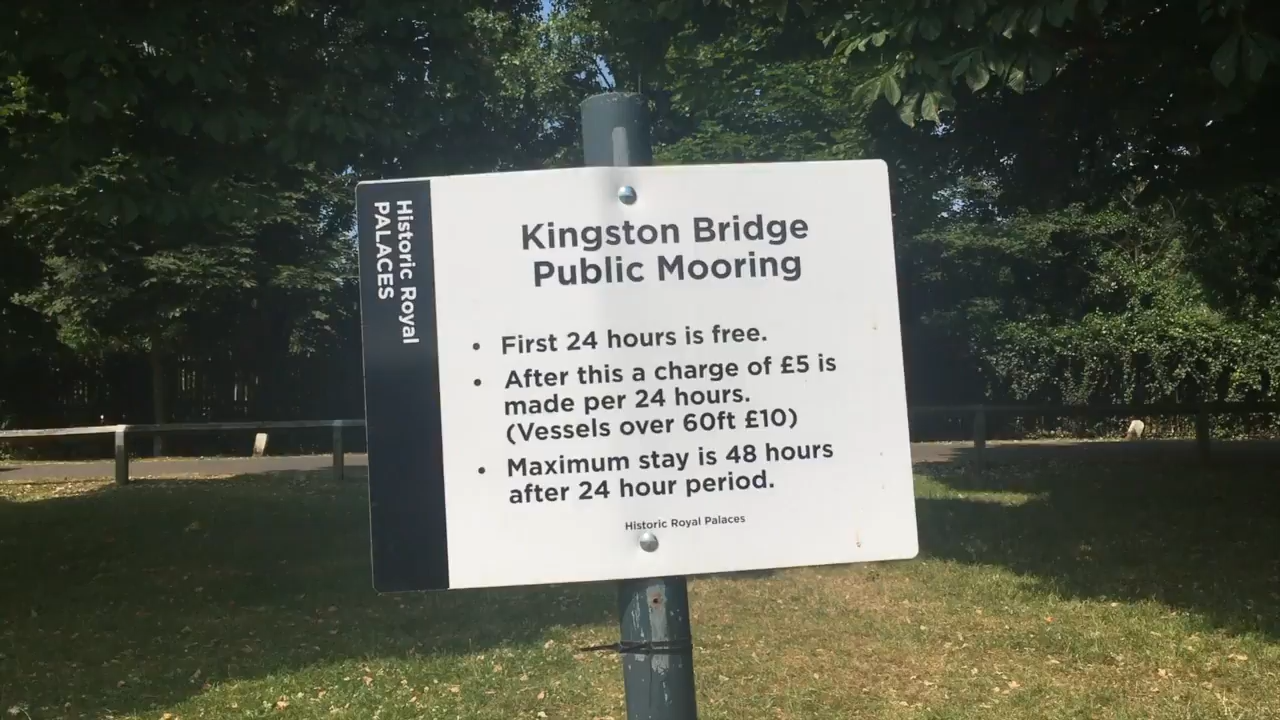 Historic Royal
PALACES
Kingston Bridge
Public Mooring
• First 24 hours is free.
• After this a charge of £5 is
made per 24 hours.
(Vessels over 60ft £10)
• Maximum stay is 48 hours
after 24 hour period.
Historic Royal Palaces